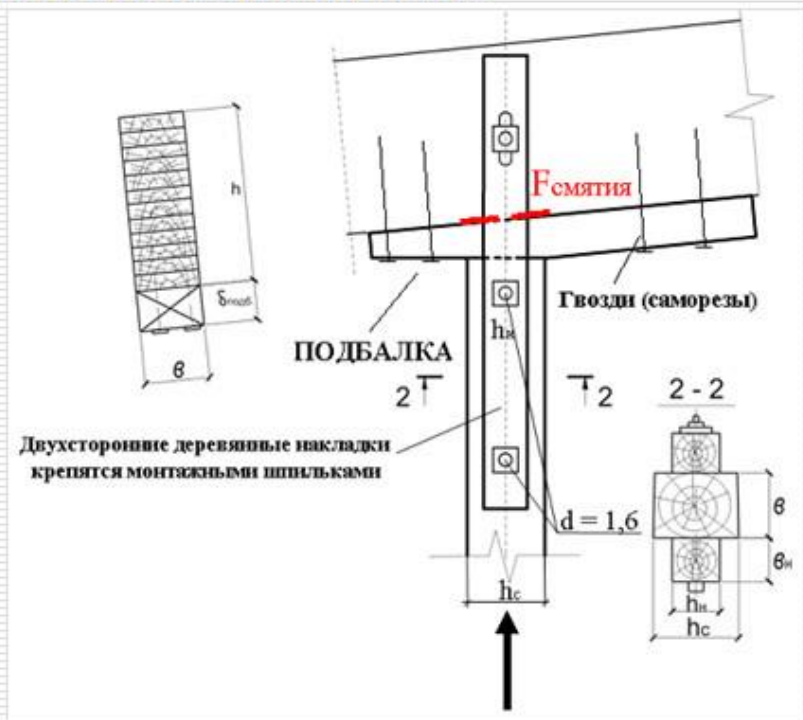 Fсмятия
h
δподб.
в
Гвозди (саморезы)
ПОДБАЛКА
hн
2
2
2 - 2
Двухсторонние деревянные накладки
крепятся монтажными шпильками
d = 1,6
в
вн
hс
hн
hс